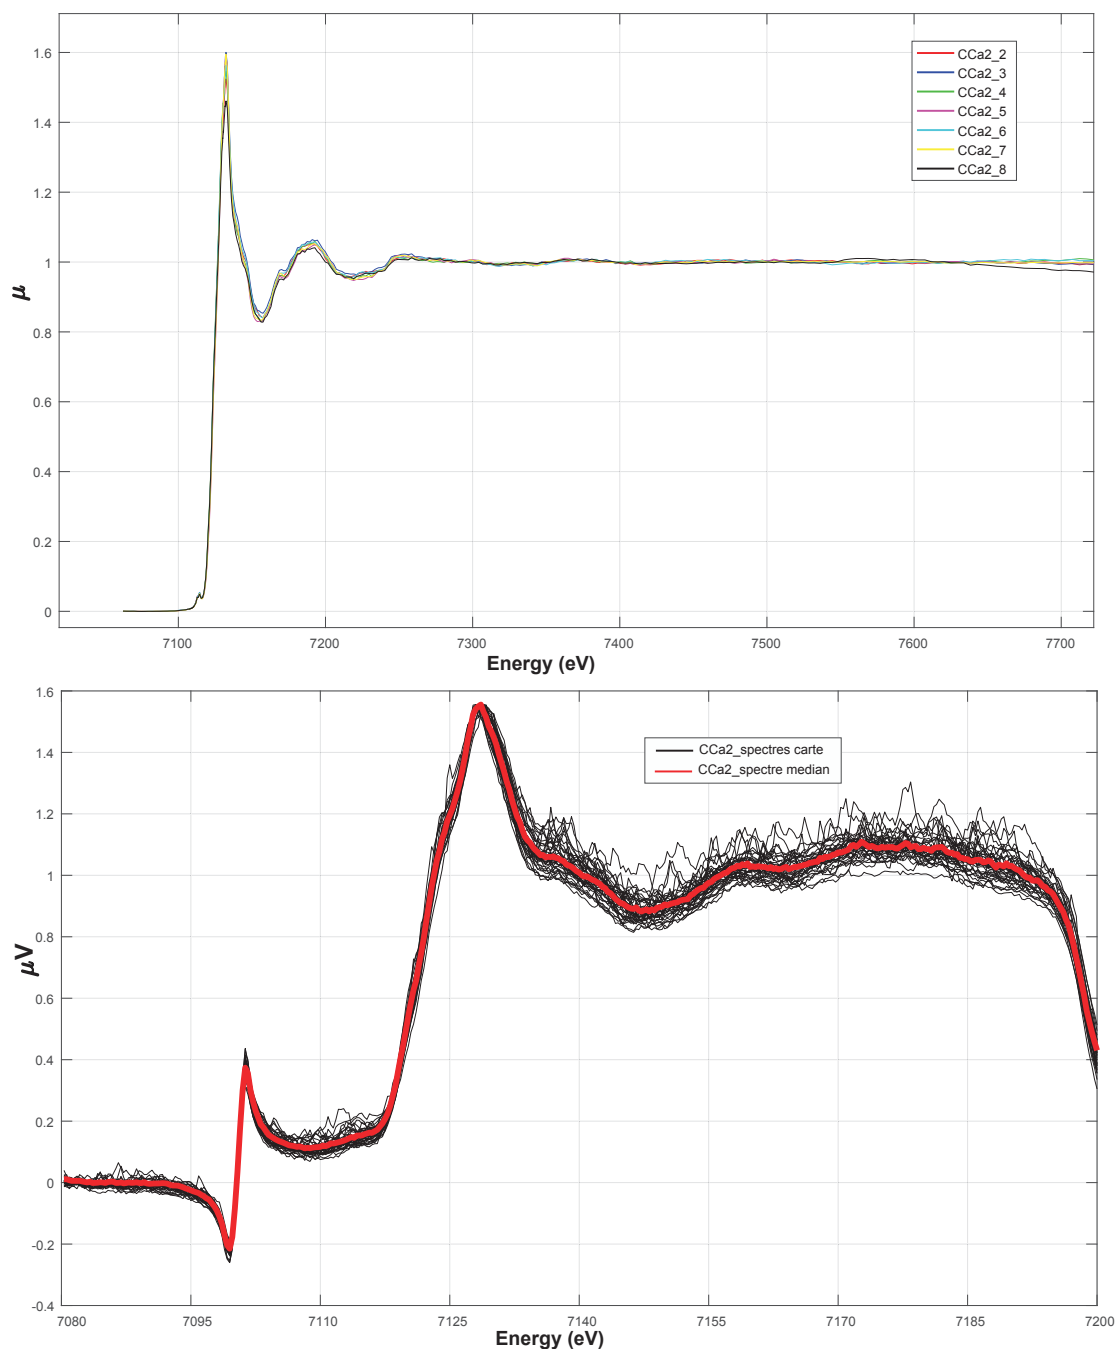 1.6
1.4
1.2
1
0.8
0.6
0.4
0.2
0
μ
CCa2_2
CCa2_3
CCa2_4
CCa2_5
CCa2_6
CCa2_7
CCa2_8
7100 7200 7300 7400 7500 7600 7700
Energy (eV)
1.6
1.4
1.2
1
0.8
0.6
0.4
0.2
0
-0.2
-0.4
μV
CCa2_spectres carte
CCa2_spectre median
7080 7095 7110 7125 7140 7155 7170 7185 7200
Energy (eV)